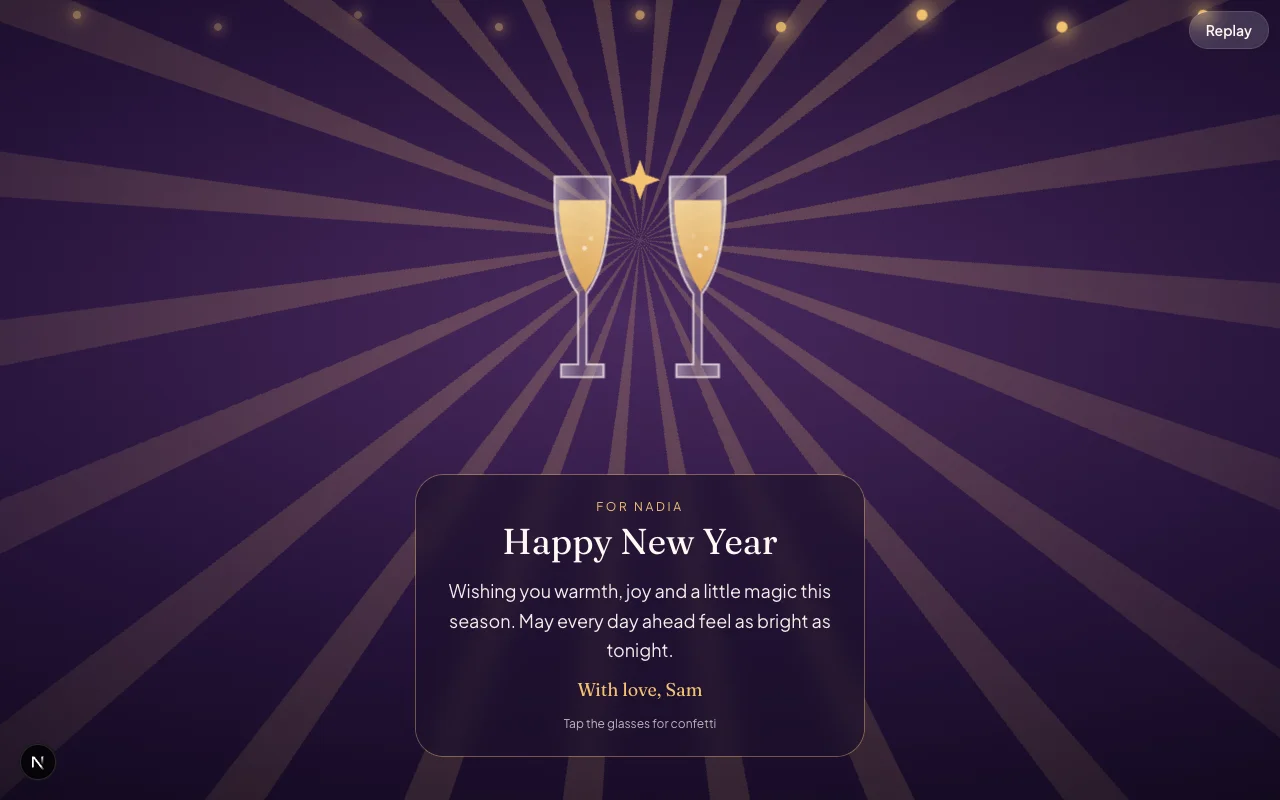 Replay
FOR NADIA
Happy New Year
Wishing you warmth, joy and a little magic this
season. May every day ahead feel as bright as
tonight.
With love, Sam
Tap the glasses for confetti
N